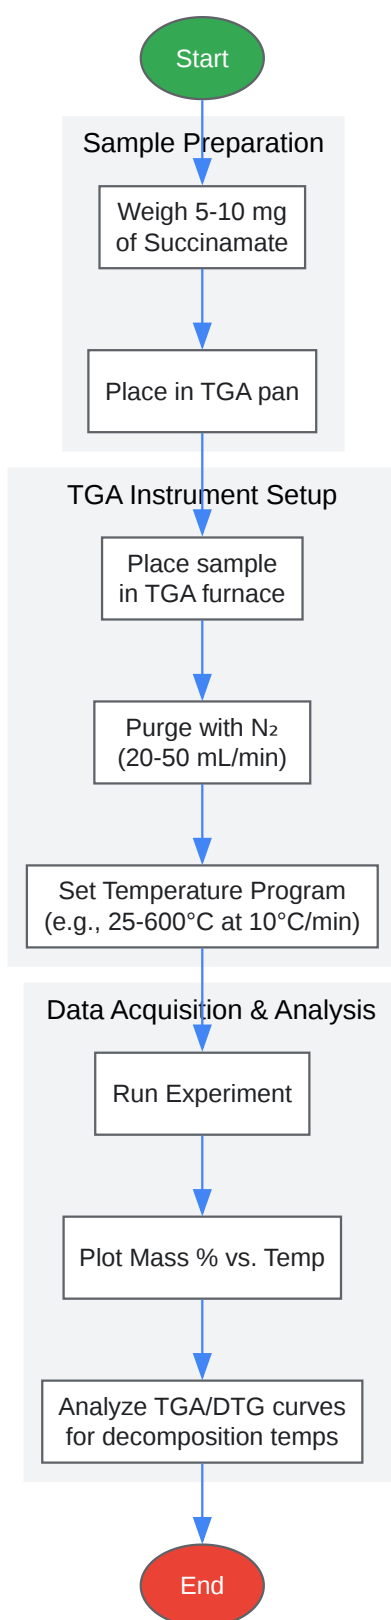 Start
Sample Preparation
Weigh 5-10 mg
of Succinamate
Place in TGA pan
TGA Instrument Setup
Place sample
in TGA furnace
Purge with N₂
(20-50 mL/min)
Set Temperature Program
(e.g., 25-600°C at 10°C/min)
Data Acquisition & Analysis
Run Experiment
Plot Mass % vs. Temp
Analyze TGA/DTG curves
for decomposition temps
End